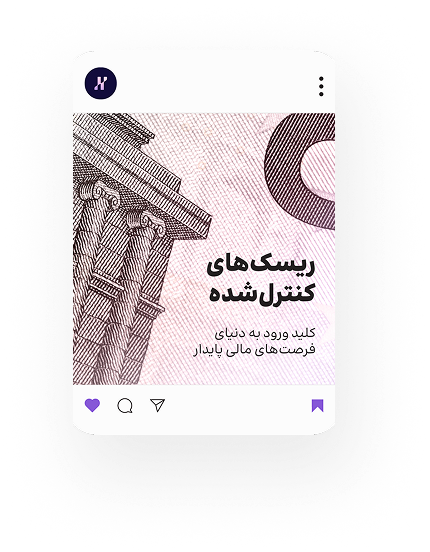 ریسک‌های
کنترل‌شده
کلید ورود به دنیای
فرصت‌های مالی پایدار